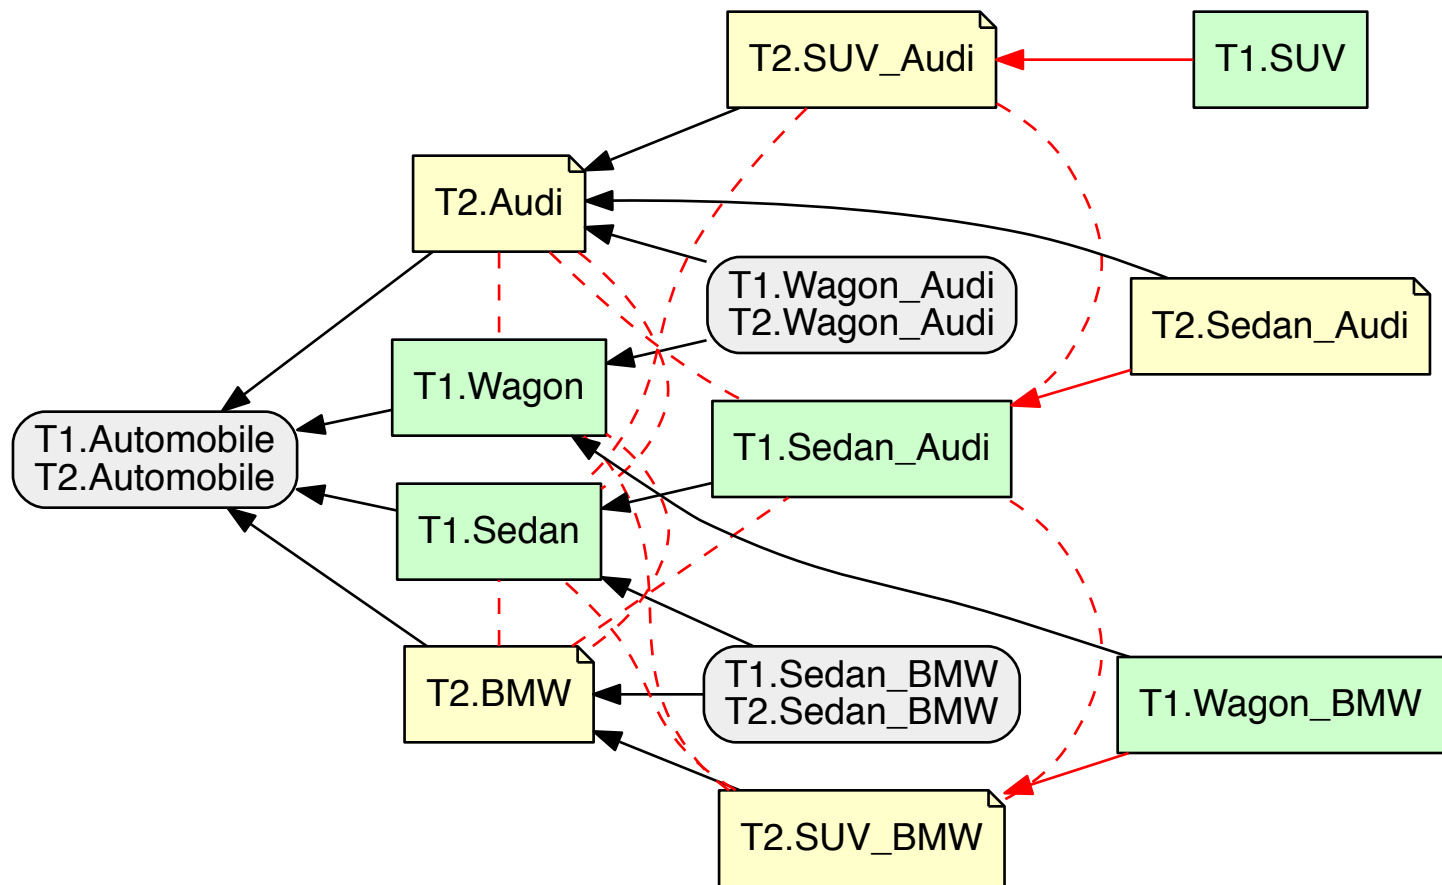 T2.SUV_Audi
T1.SUV
T2.Audi
T1.Wagon_Audi
T2.Wagon_Audi
T2.Sedan_Audi
T1.Wagon
T1.Automobile
T2.Automobile
T1.Sedan_Audi
T1.Sedan
T2.BMW
T1.Sedan_BMW
T2.Sedan_BMW
T1.Wagon_BMW
T2.SUV_BMW